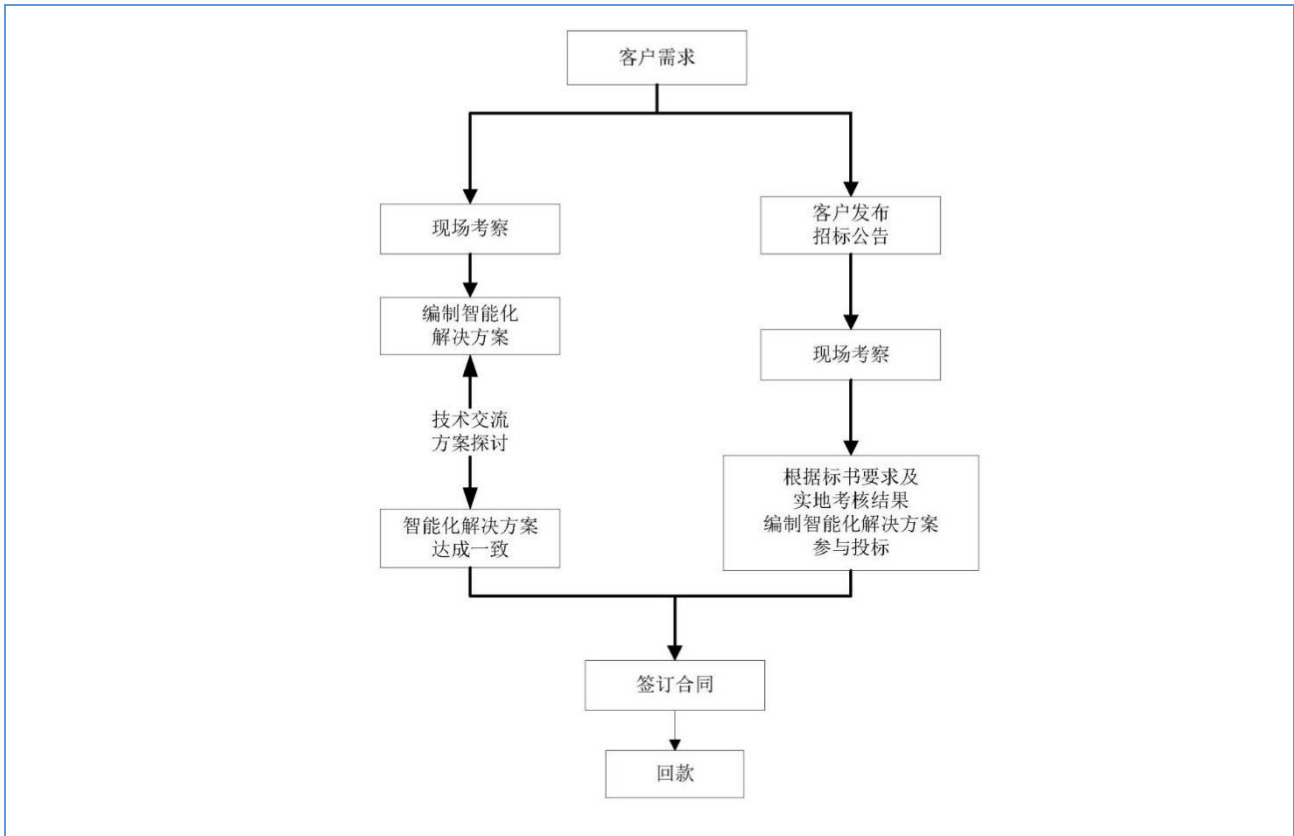 客户需求
现场考察
编制智能化
解决方案
技术交流
方案探讨
智能化解决方案
达成一致
客户发布
招标公告
现场考察
根据标书要求及
实地考核结果
编制智能化解决方案
参与投标
签订合同
回款